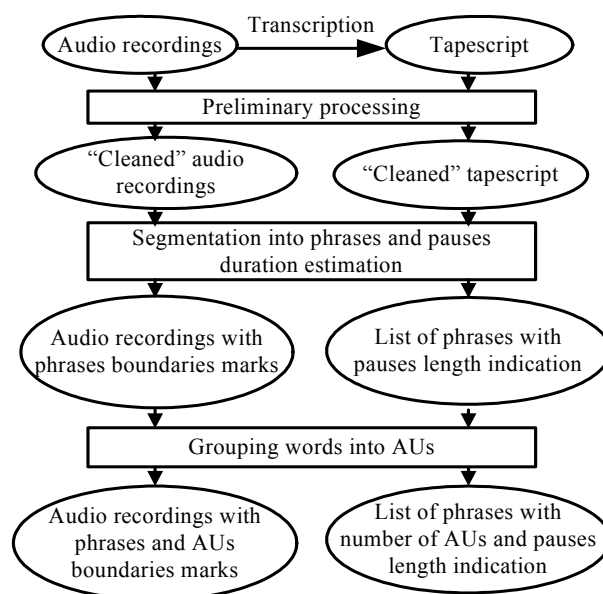 Transcription
Audio recordings
Tapescript
Preliminary processing
“Cleaned” audio
recordings
“Cleaned” tapescript
Segmentation into phrases and pauses
duration estimation
Audio recordings with
phrases boundaries marks
List of phrases with
pauses length indication
Grouping words into AUs
Audio recordings with
phrases and AUs
boundaries marks
List of phrases with
number of AUs and pauses
length indication